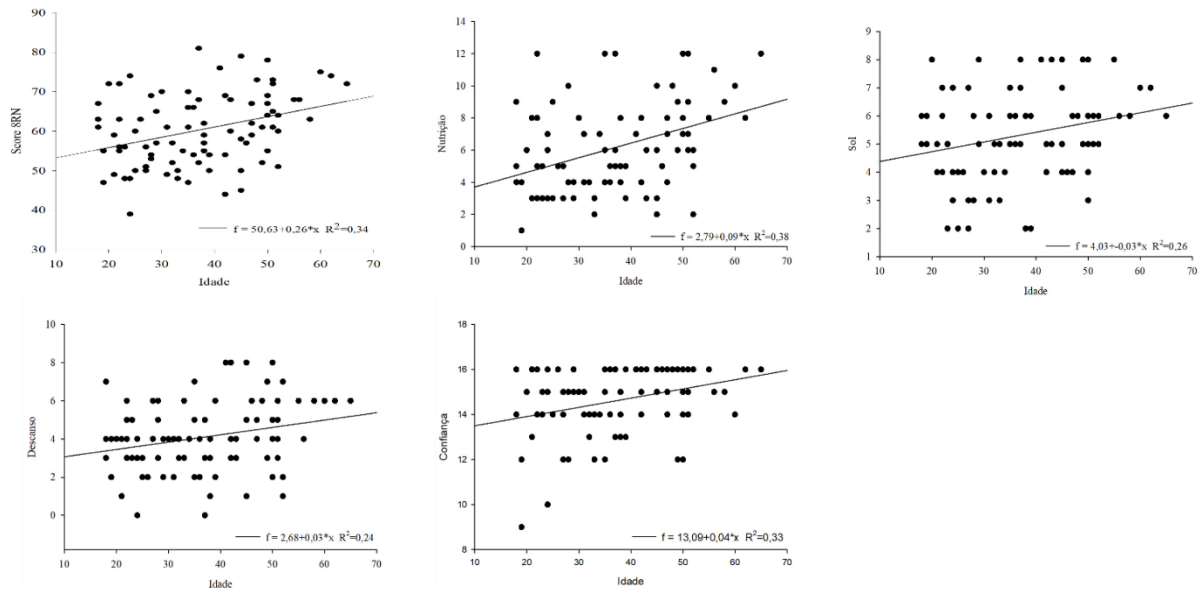 Score 8RN
90
80
70
60
50
40
30
10 20 30 40 50 60 70
Idade
f = 50,63+0,26*x R²=0,34
Nutrição
14
12
10
8
6
4
2
0
10 20 30 40 50 60 70
Idade
f = 2,79+0,09*x R²=0,38
Sol
9
8
7
6
5
4
3
2
1
10 20 30 40 50 60 70
Idade
f = 4,03+-0,03*x R²=0,26
Descanso
10
8
6
4
2
0
10 20 30 40 50 60 70
Idade
f = 2,68+0,03*x R²=0,24
Confiança
18
16
14
12
10
8
10 20 30 40 50 60 70
Idade
f = 13,09+0,04*x R²=0,33